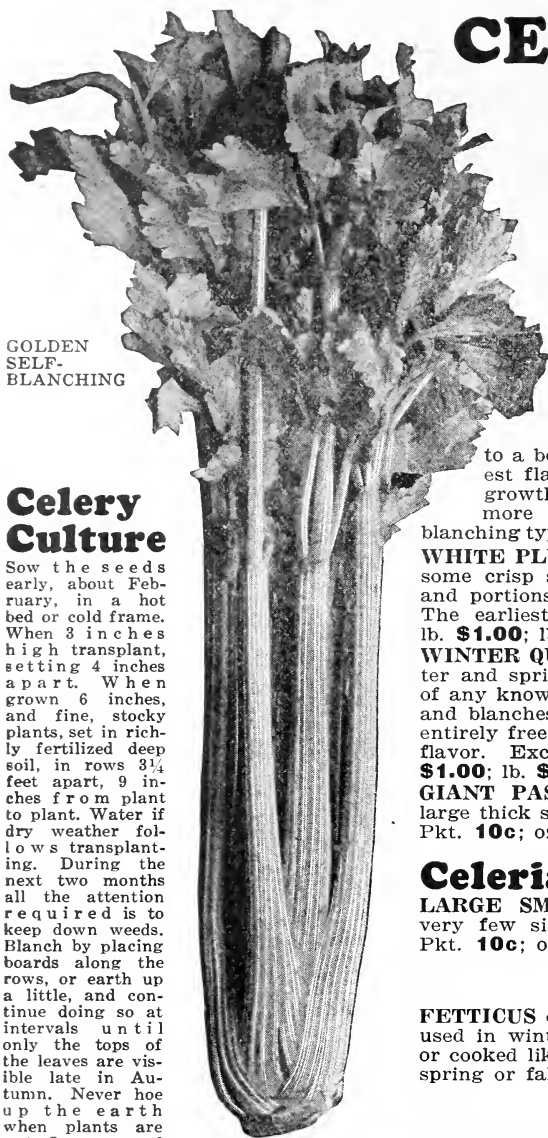 CE
GOLDEN
SELF-
BLANCHING
Celery
Culture
Sow the seeds
early, about Feb-
ruary, in a hot
bed or cold frame.
When 3 inches
high transplant,
setting 4 inches
apart. When
grown 6 inches,
and fine, stocky
plants, set in rich-
ly fertilized deep
soil, in rows 3¼
feet apart, 9 in-
ches from plant
to plant. Water if
dry weather fol-
lows transplant-
ing. During the
next two months
all the attention
required is to
keep down weeds.
Blanch by placing
boards along the
rows, or earth up
a little, and con-
tinue doing so at
intervals until
only the tops of
the leaves are vis-
ible late in Au-
tumn. Never hoe
up the earth
when plants are
to a be
est fla
growth
more
blanching typ
WHITE PL
some crisp s
and portions
The earliest
lb. $1.00; l
WINTER QU
ter and spri
of any know
and blanches
entirely free
flavor. Exc
$1.00; lb. $
GIANT PAS
large thick s
Pkt. 10c; o
Celeria
LARGE SM
very few si
Pkt. 10c; o
FETTICUS
used in wint
or cooked lik
spring or fal